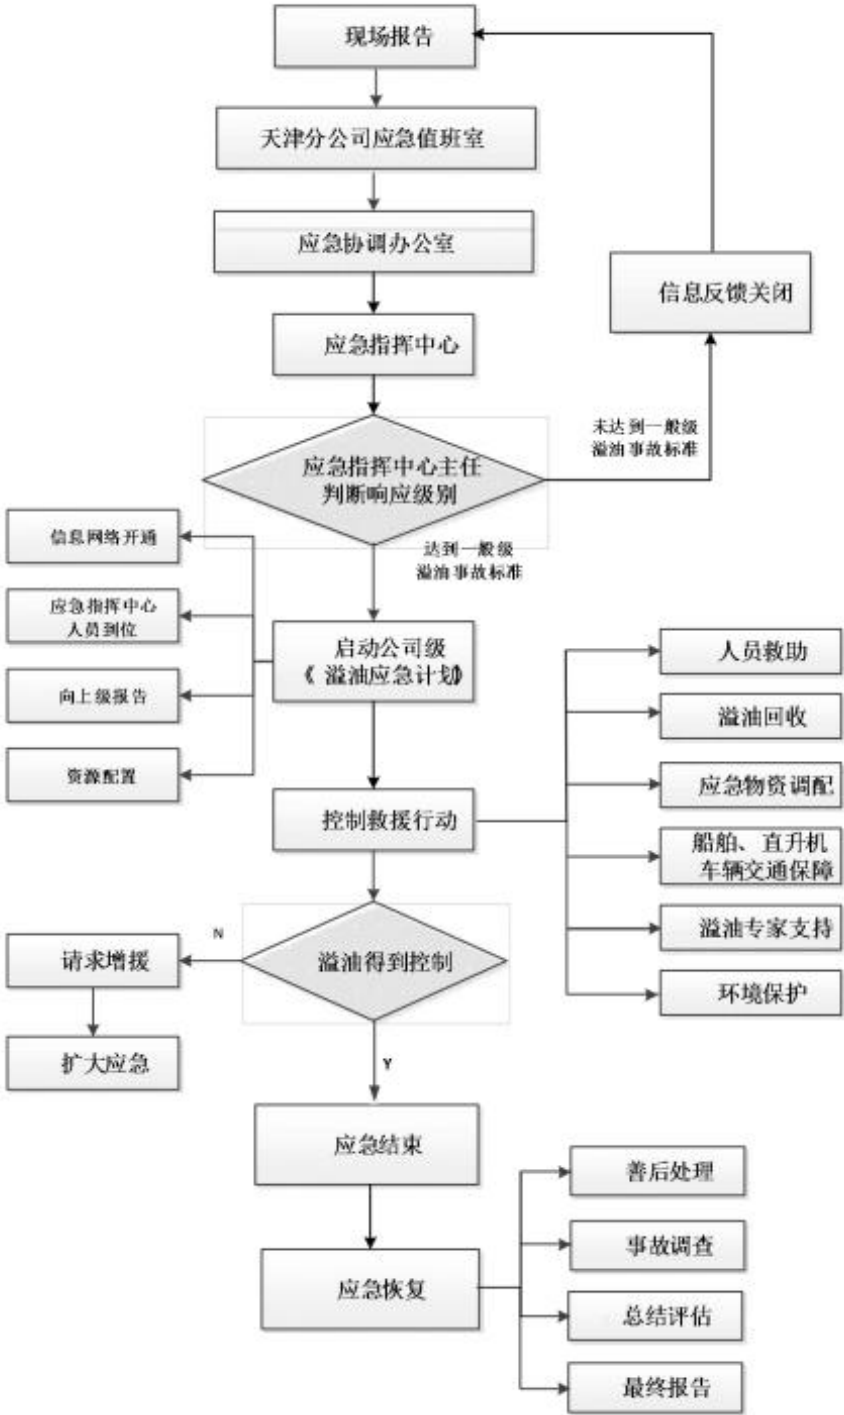 现场报告
天津分公司应急值班室
应急协调办公室
信息反馈关闭
应急指挥中心
未达到一般级
溢油事故标准
应急指挥中心主任
判断响应级别
达到一般级
溢油事故标准
信息网络开通
应急指挥中心
人员到位
向上级报告
资源配置
启动公司级
《溢油应急计划》
人员救助
溢油回收
应急物资调配
船舶、直升机
车辆交通保障
溢油专家支持
环境保护
控制救援行动
N
请求增援
溢油得到控制
扩大应急
Y
应急结束
应急恢复
善后处理
事故调查
总结评估
最终报告